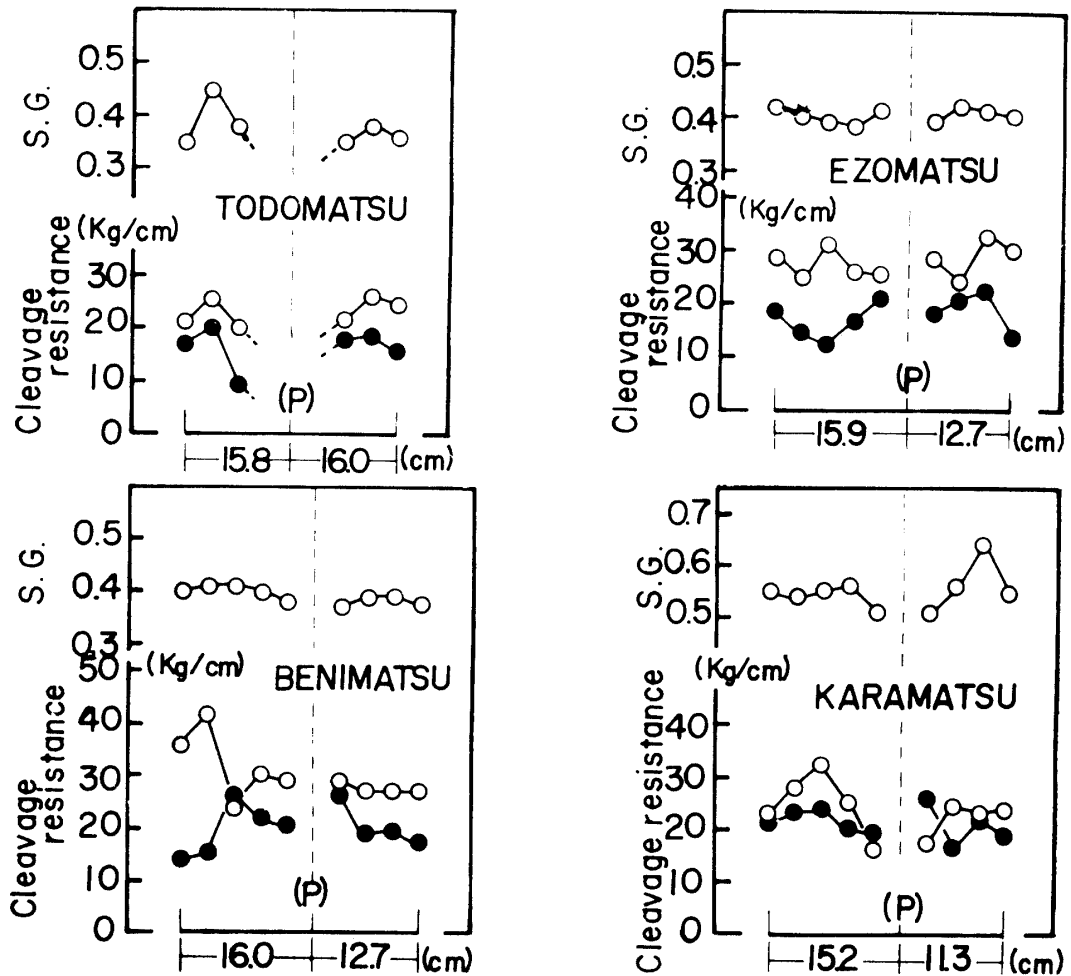 0.5
S.G. 0.4
0.3
TODOMATSU
(Kg/cm)
Cleavage resistance
30
20
10
0
(P)
15.8 16.0 (cm)
0.5
S.G. 0.4
0.3
EZOMATSU
40 (Kg/cm)
Cleavage resistance
30
20
10
0
(P)
15.9 12.7 (cm)
0.5
S.G. 0.4
0.3
50 (Kg/cm)
BENIMATSU
Cleavage resistance
40
30
20
10
0
(P)
16.0 12.7 (cm)
0.7
0.6
S.G.
0.5
(Kg/cm)
KARAMATSU
Cleavage resistance
40
30
20
10
0
(P)
15.2 11.3 (cm)